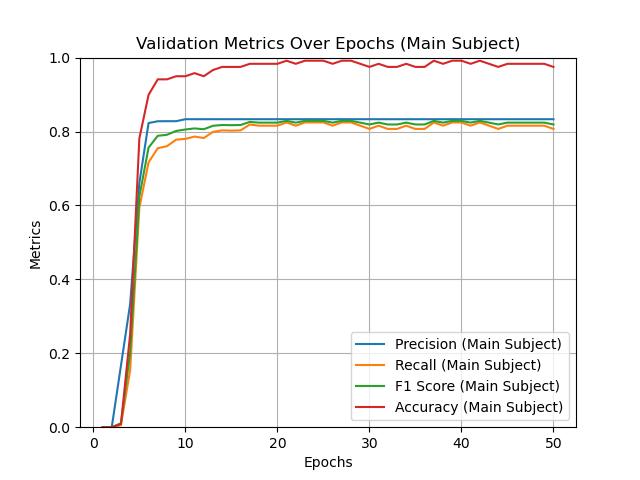 Validation Metrics Over Epochs (Main Subject)
1.0
0.8
0.6
0.4
0.2
0.0
Metrics
Precision (Main Subject)
Recall (Main Subject)
F1 Score (Main Subject)
Accuracy (Main Subject)
0 10 20 30 40 50
Epochs